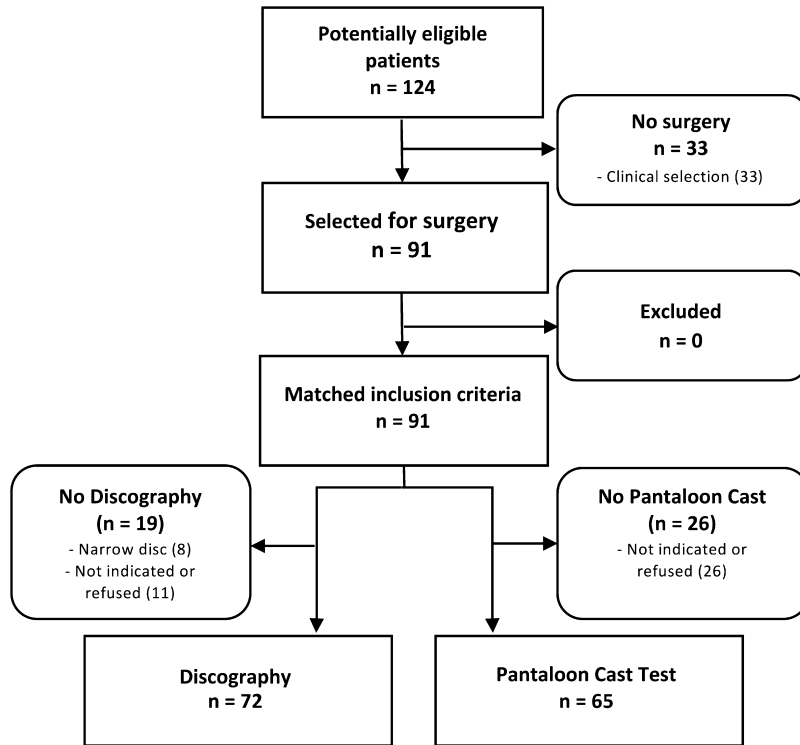 Potentially eligible
patients
n = 124
No surgery
n = 33
- Clinical selection (33)
Selected for surgery
n = 91
Excluded
n = 0
Matched inclusion criteria
n = 91
No Discography
(n = 19)
- Narrow disc (8)
- Not indicated or
refused (11)
No Pantaloon Cast
(n = 26)
- Not indicated or
refused (26)
Discography
n = 72
Pantaloon Cast Test
n = 65